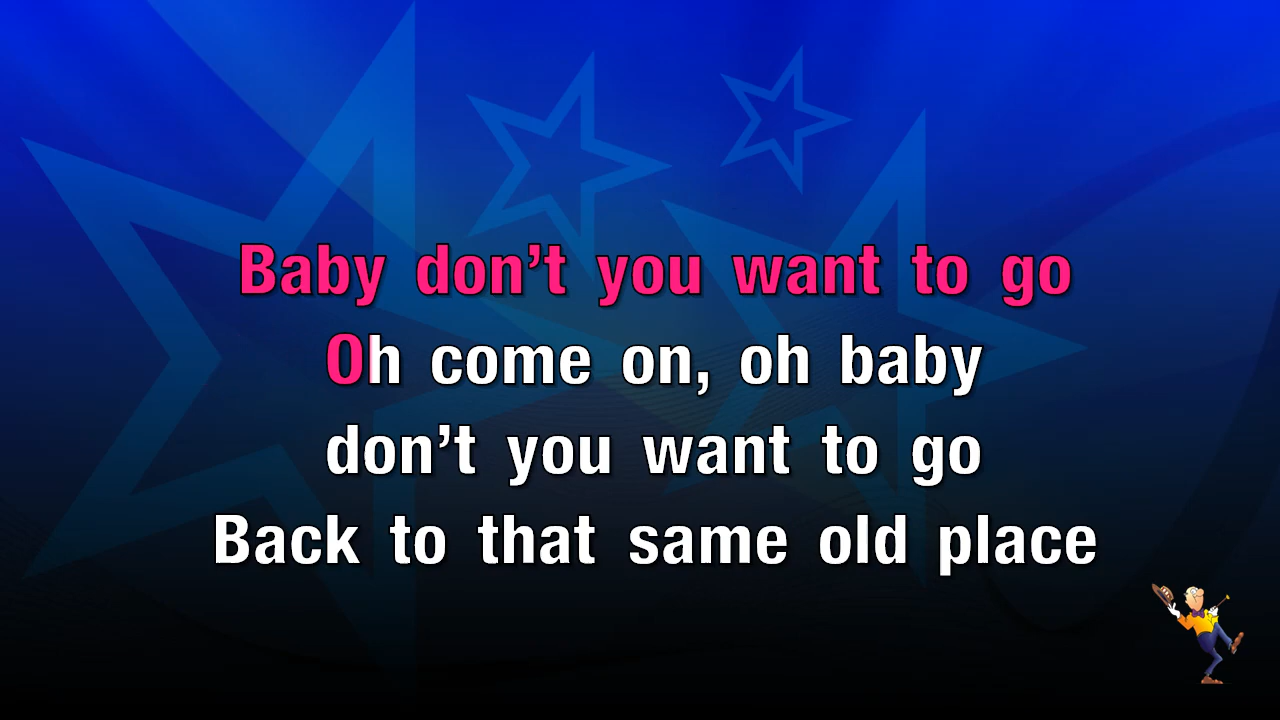 Baby don’t you want to go
Oh come on, oh baby
don’t you want to go
Back to that same old place